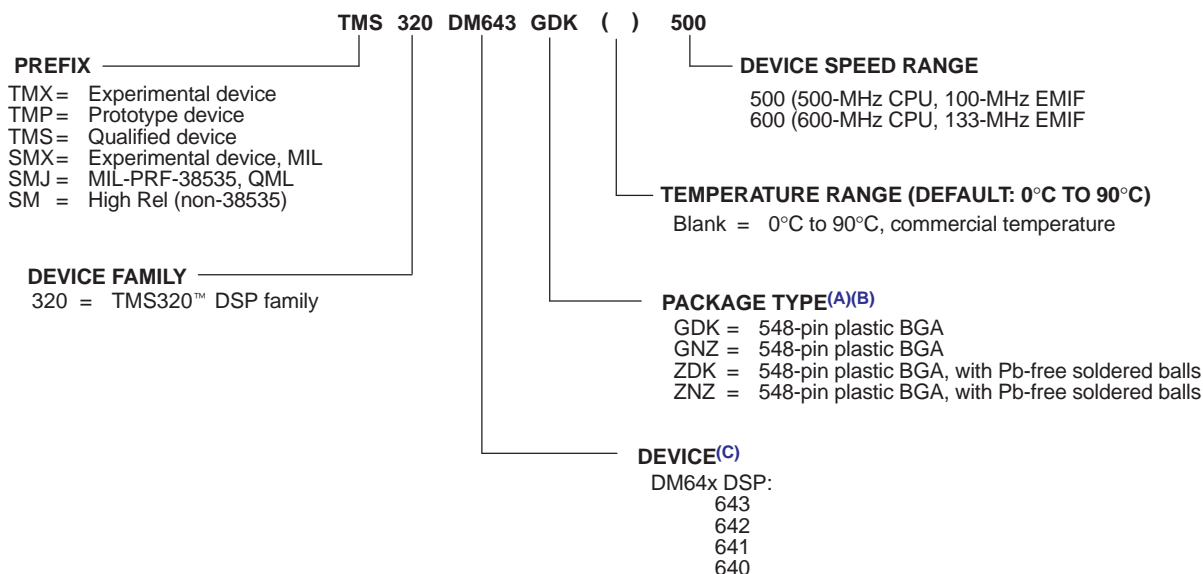 TMS 320 DM643 GDK ( ) 500
PREFIX
TMX = Experimental device
TMP = Prototype device
TMS = Qualified device
SMX = Experimental device, MIL
SMJ = MIL-PRF-38535, QML
SM = High Rel (non-38535)
DEVICE SPEED RANGE
500 (500-MHz CPU, 100-MHz EMIF
600 (600-MHz CPU, 133-MHz EMIF
TEMPERATURE RANGE (DEFAULT: 0°C TO 90°C)
Blank = 0°C to 90°C, commercial temperature
DEVICE FAMILY
320 = TMS320™ DSP family
PACKAGE TYPE(A)(B)
GDK = 548-pin plastic BGA
GNZ = 548-pin plastic BGA
ZDK = 548-pin plastic BGA, with Pb-free soldered balls
ZNZ = 548-pin plastic BGA, with Pb-free soldered balls
DEVICE(C)
DM64x DSP:
643
642
641
640